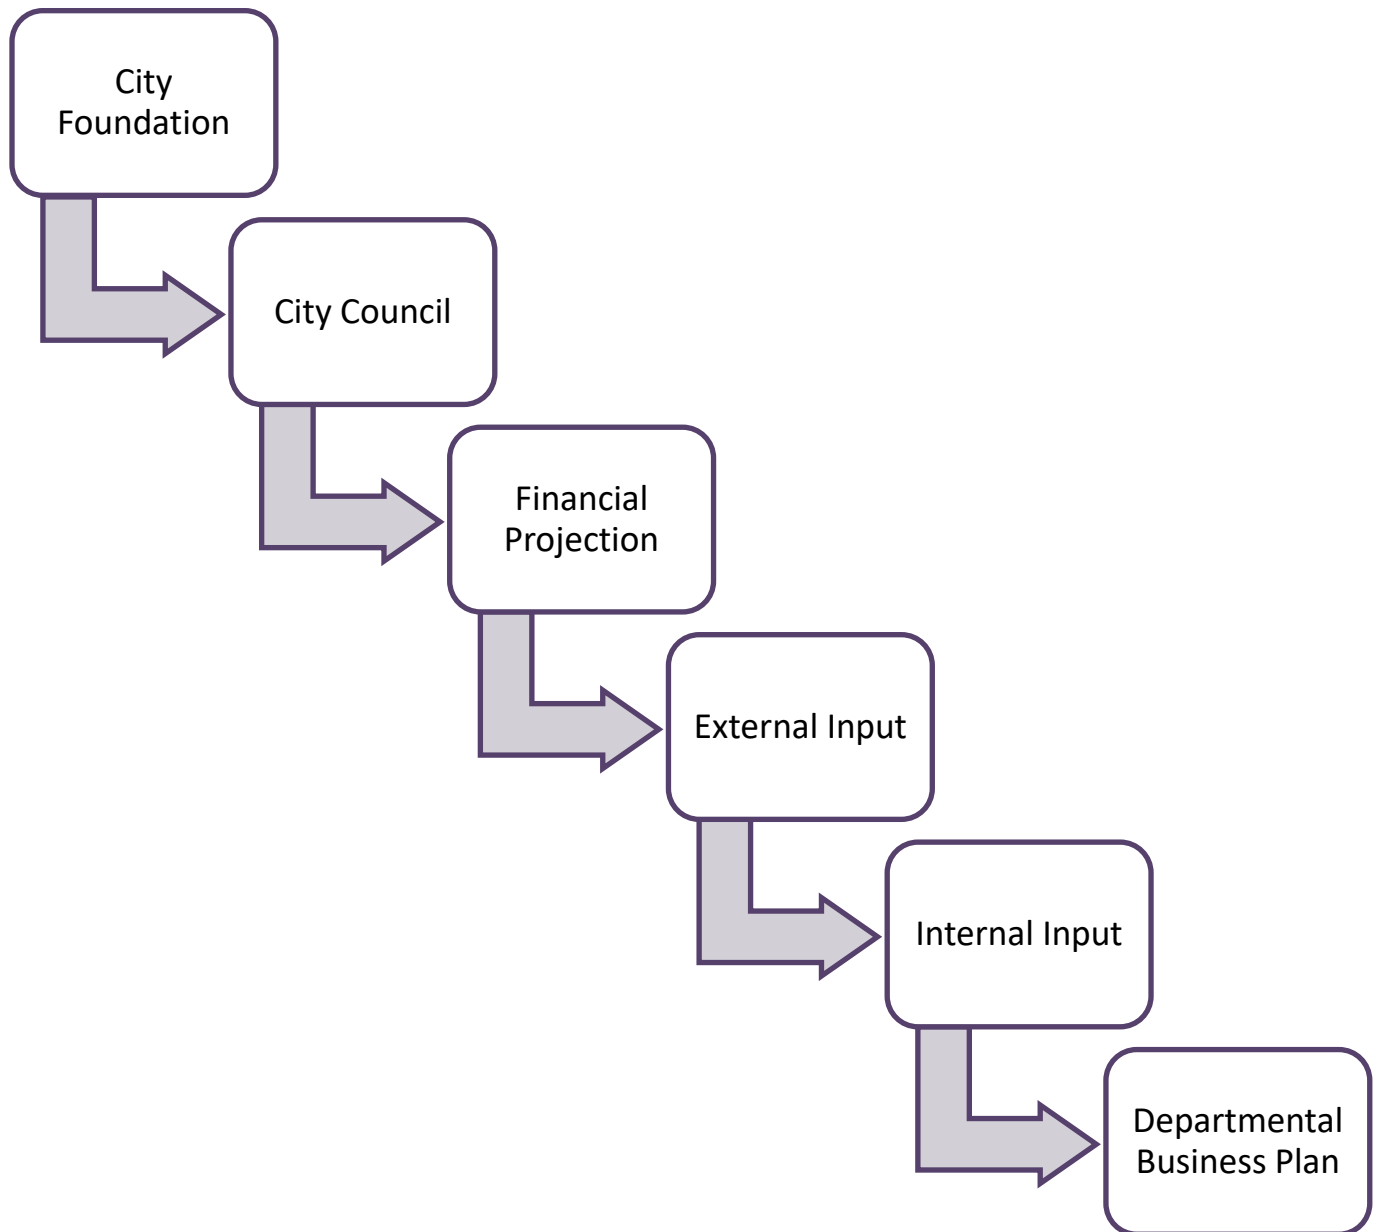 City
Foundation
City Council
Financial
Projection
External Input
Internal Input
Departmental
Business Plan